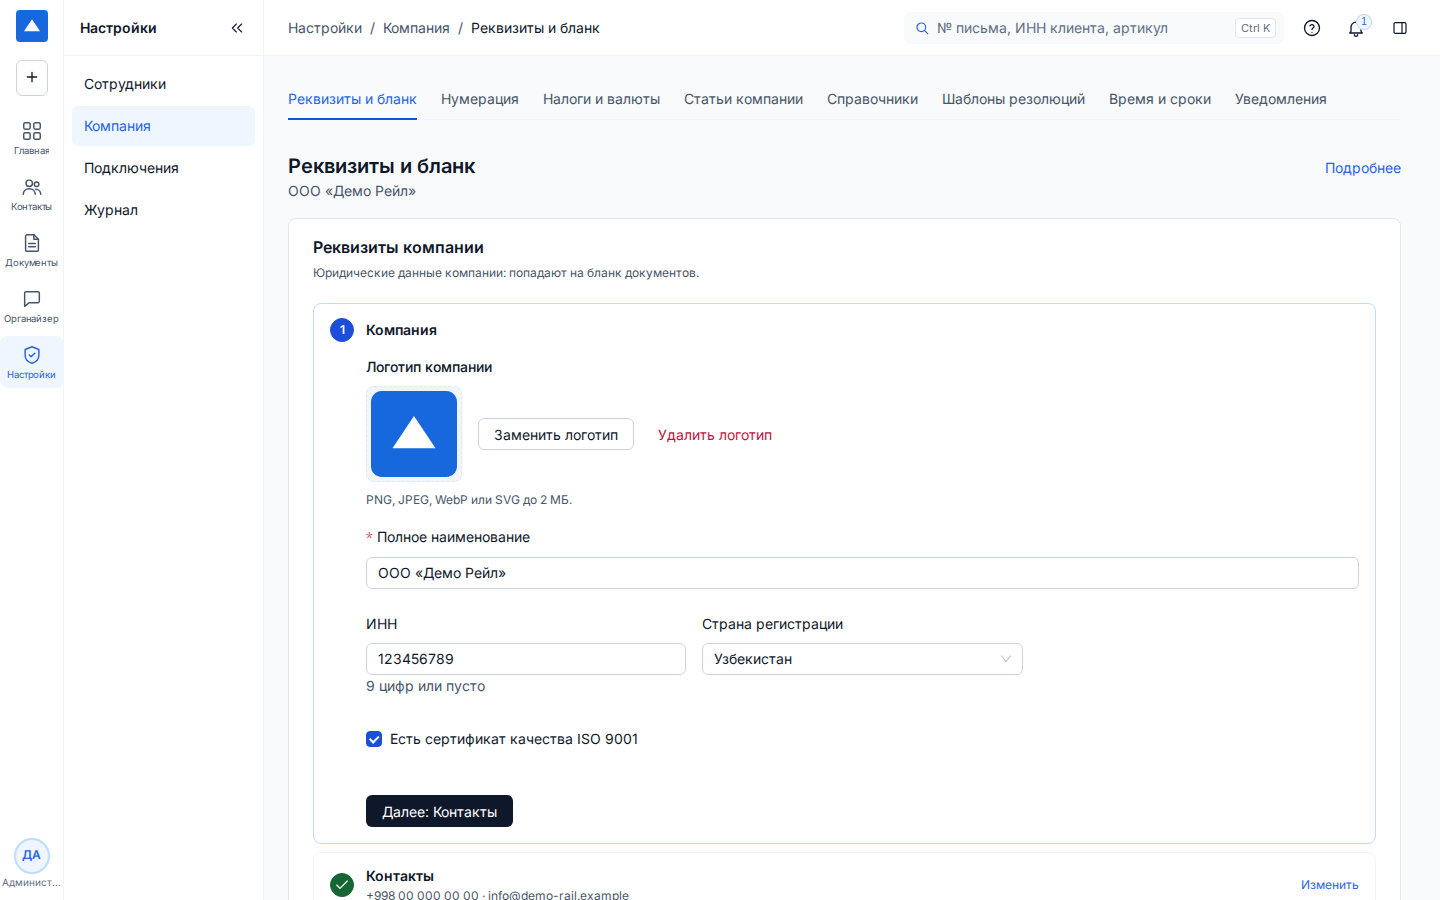 Настройки
Настройки / Компания / Реквизиты и бланк
№ письма, ИНН клиента, артикул
Ctrl K
1
Главная
Контакты
Документы
Органайзер
Настройки
ДА
Админист...
Сотрудники
Компания
Подключения
Журнал
Реквизиты и бланк
Нумерация
Налоги и валюты
Статьи компании
Справочники
Шаблоны резолюций
Время и сроки
Уведомления
Реквизиты и бланк
Подробнее
ООО «Демо Рейл»
Реквизиты компании
Юридические данные компании: попадают на бланк документов.
1 Компания
Логотип компании
Заменить логотип
Удалить логотип
PNG, JPEG, WebP или SVG до 2 МБ.
* Полное наименование
ООО «Демо Рейл»
ИНН
Страна регистрации
123456789
Узбекистан
9 цифр или пусто
Есть сертификат качества ISO 9001
Далее: Контакты
Контакты
+998 00 000 00 00 · info@demo-rail.example
Изменить